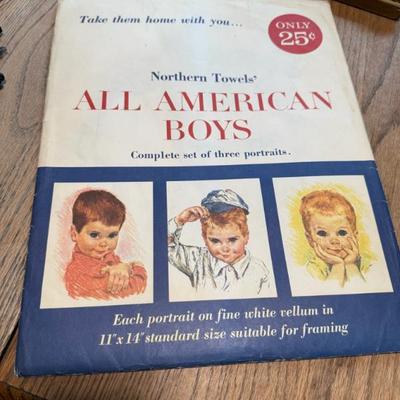 Take them home with you...
ONLY
25¢
Northern Towels'
ALL AMERICAN
BOYS
Complete set of three portraits.
Each portrait on fine white vellum in
11"x 14" standard size suitable for framing